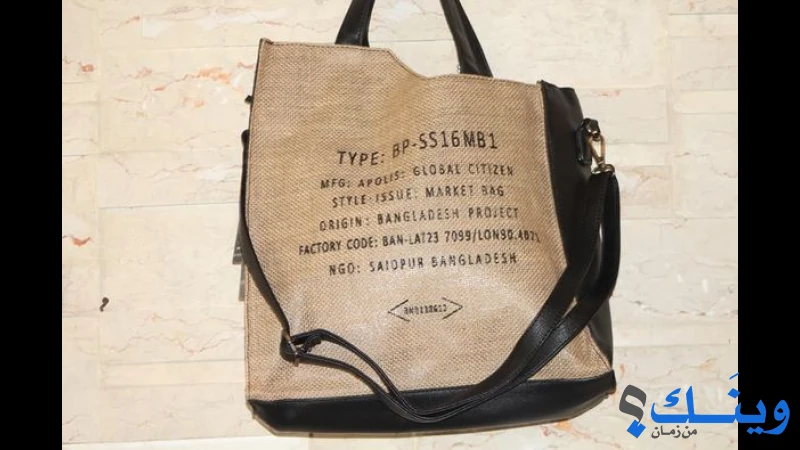 TYPE: BP-SS16MB1
MFG: APOLIS: GLOBAL CITIZEN
STYLE ISSUE: MARKET BAG
ORIGIN: BANGLADESH PROJECT
FACTORY CODE: BAN-LAT23 7099/LON90.4071
NGO: SAIDPUR BANGLADESH
وينَك؟
من زمان